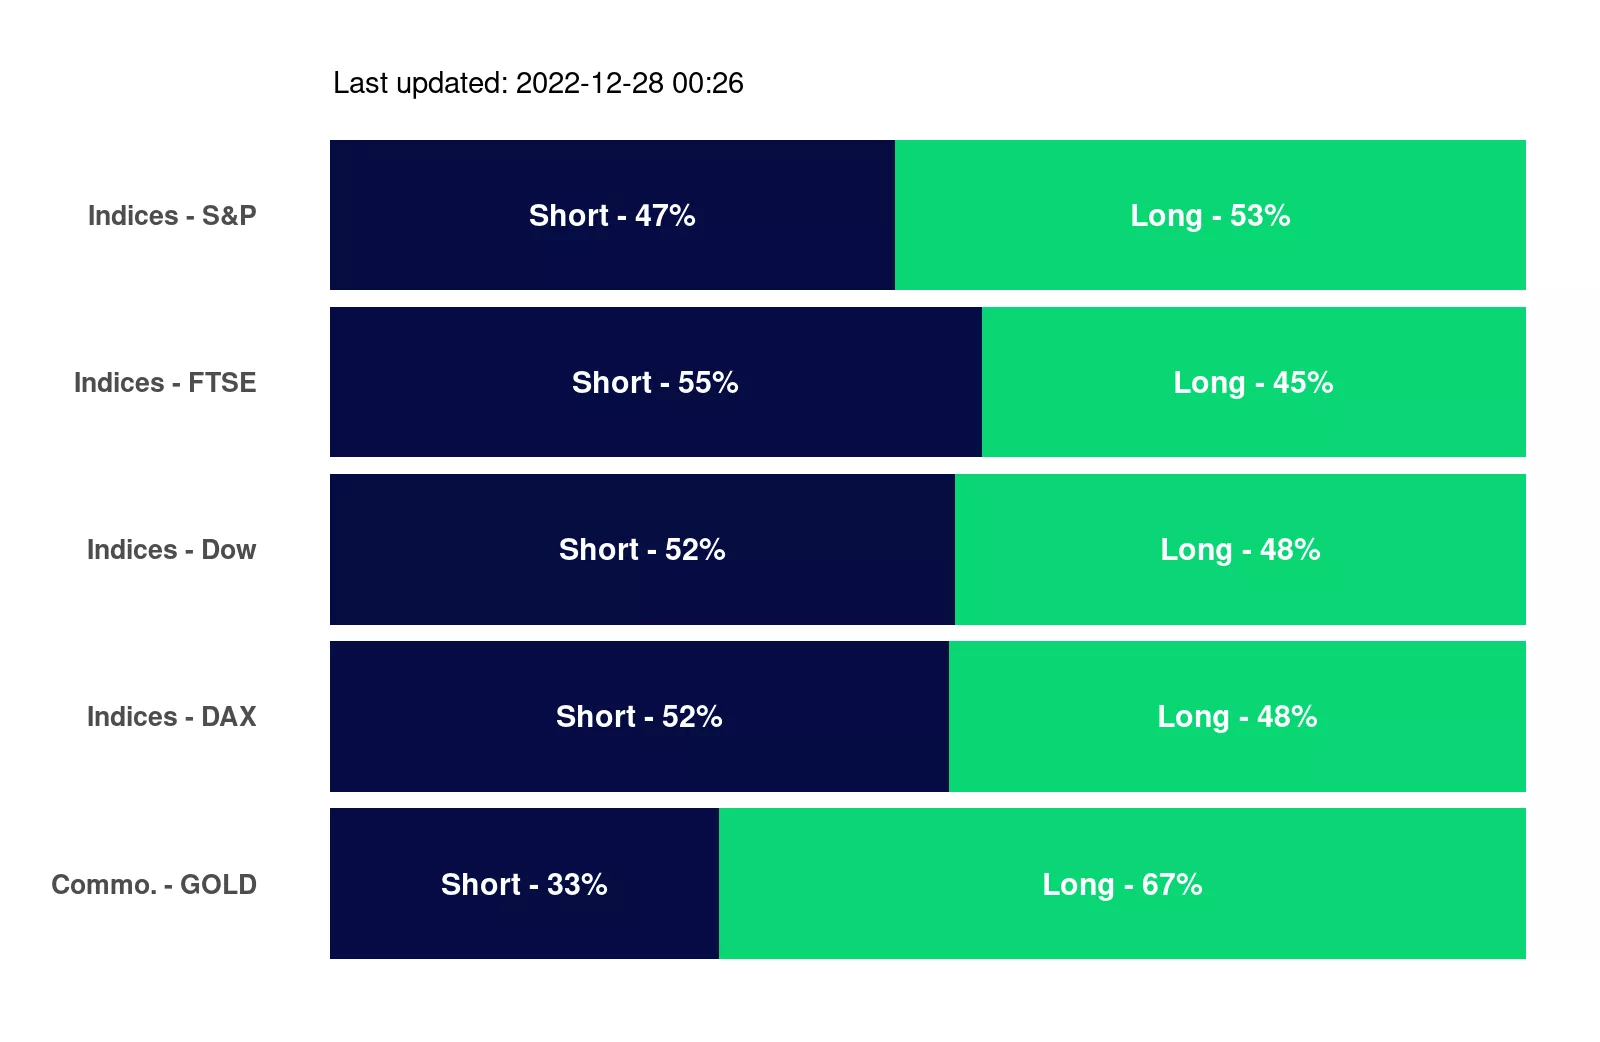 Last updated: 2022-12-28 00:26
Indices - S&P Short - 47% Long - 53%
Indices - FTSE Short - 55% Long - 45%
Indices - Dow Short - 52% Long - 48%
Indices - DAX Short - 52% Long - 48%
Commo. - GOLD Short - 33% Long - 67%